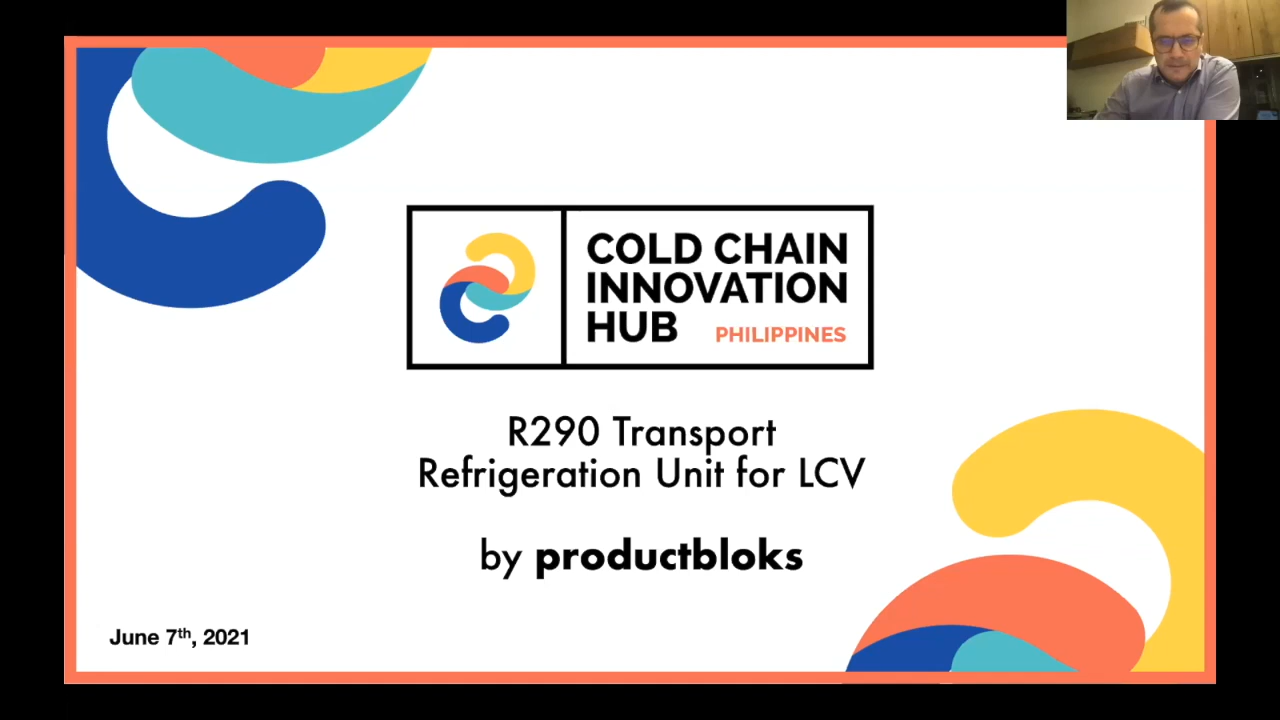 COLD CHAIN
INNOVATION
HUB PHILIPPINES
R290 Transport
Refrigeration Unit for LCV
by productbloks
June 7th, 2021